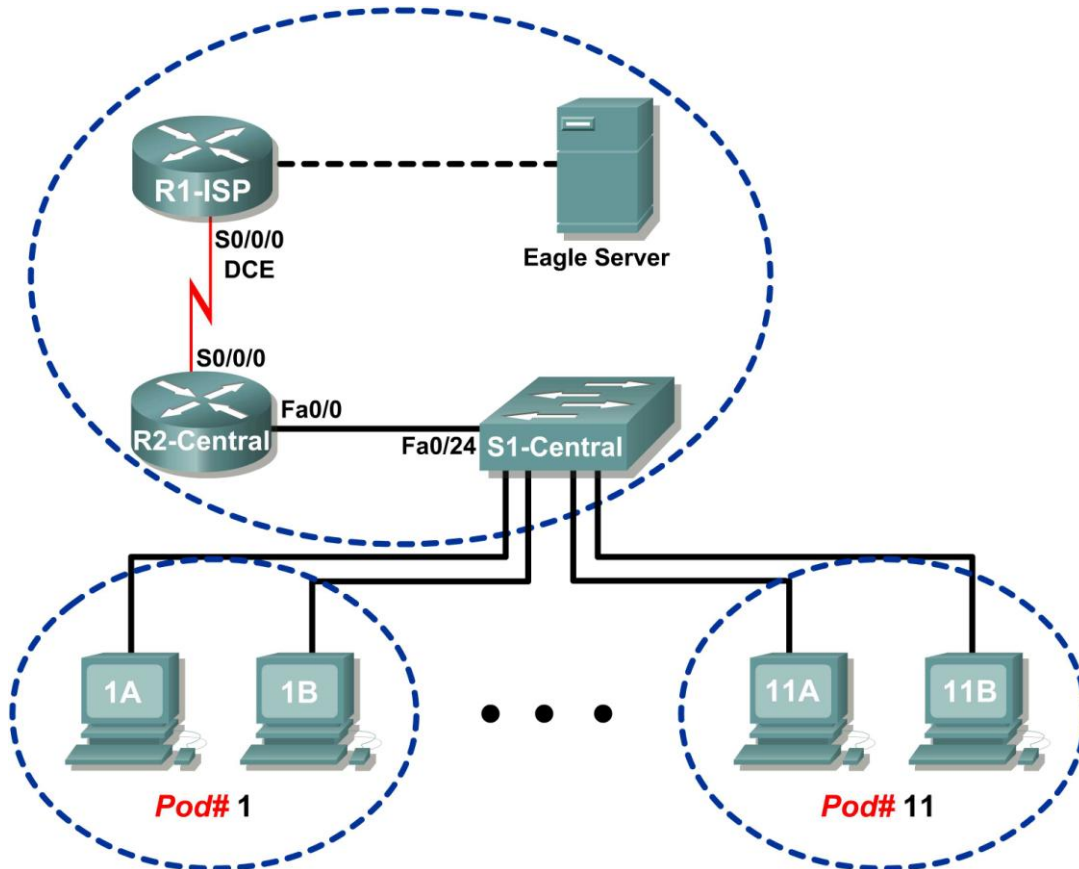 R1-ISP
S0/0/0
DCE
Eagle Server
S0/0/0
Fa0/0
R2-Central
Fa0/24
S1-Central
1A
1B
11A
11B
Pod# 1
Pod# 11